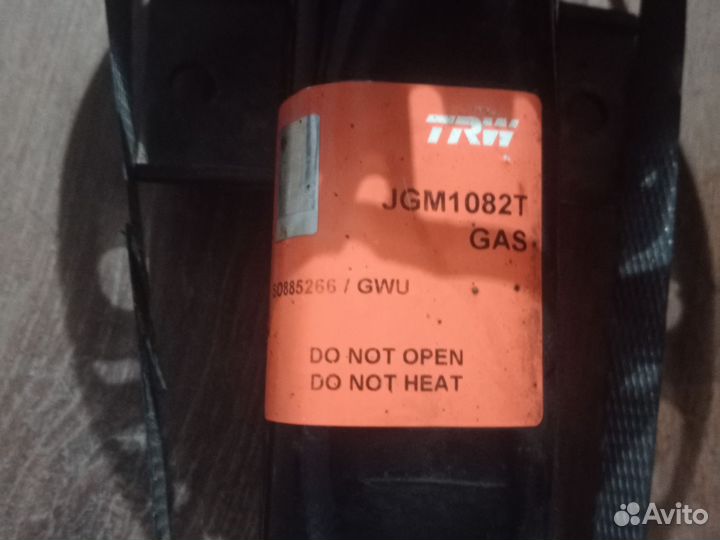 TRW
JGM1082T
GAS
S0885266 / GWU
DO NOT OPEN
DO NOT HEAT
Avito